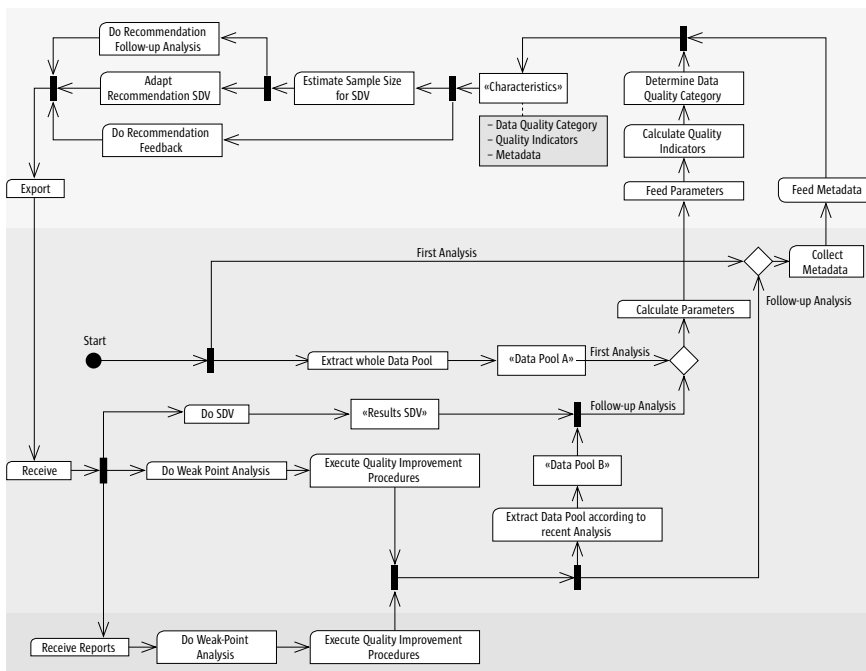 Do Recommendation
Follow-up Analysis
Adapt
Recommendation SDV
Estimate Sample Size
for SDV
«Characteristics»
Determine Data
Quality Category
– Data Quality Category
– Quality Indicators
– Metadata
Do Recommendation
Feedback
Calculate Quality
Indicators
Export
Feed Parameters
Feed Metadata
First Analysis
Collect
Metadata
Follow-up Analysis
Calculate Parameters
Start
Extract whole Data Pool
«Data Pool A»
First Analysis
Do SDV
«Results SDV»
Follow-up Analysis
Receive
Do Weak Point Analysis
Execute Quality Improvement
Procedures
«Data Pool B»
Extract Data Pool according to
recent Analysis
Receive Reports
Do Weak-Point
Analysis
Execute Quality Improvement
Procedures